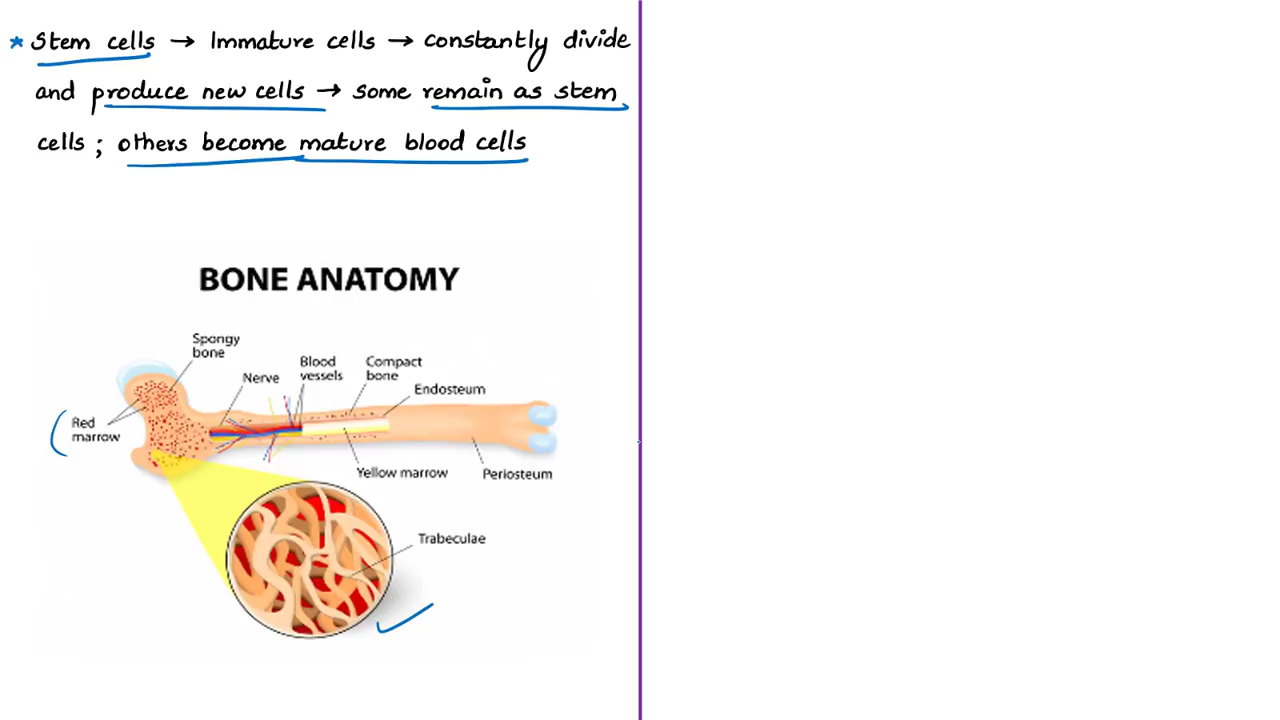 * Stem cells → Immature cells → constantly divide
and produce new cells → some remain as stem
cells ; others become mature blood cells
BONE ANATOMY
Spongy
bone
Nerve
Blood
vessels
Compact
bone
Endosteum
Red
marrow
Yellow marrow
Periosteum
Trabeculae